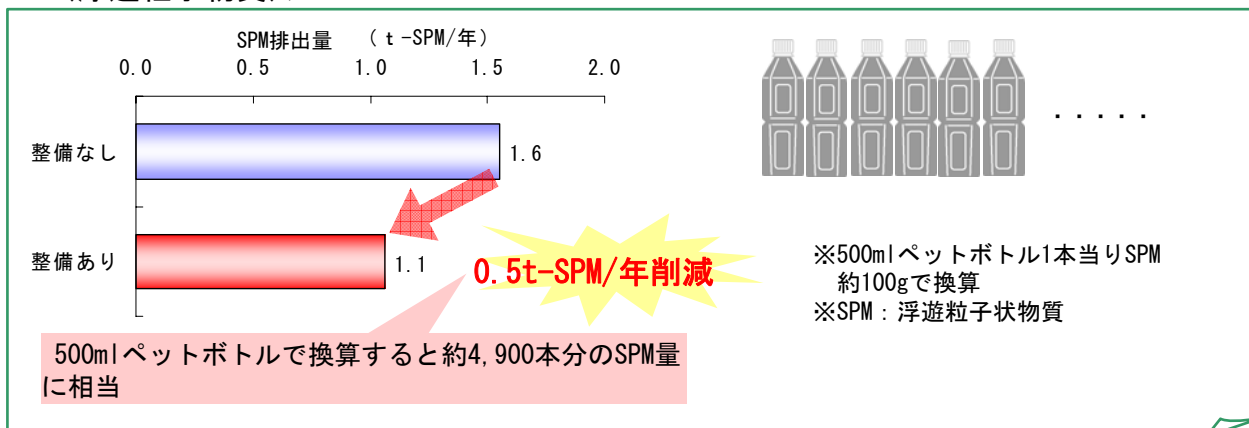 SPM排出量 （ｔ-SPM/年）
0.0 0.5 1.0 1.5 2.0
整備なし
1.6
整備あり
1.1
0.5t-SPM/年削減
500mlペットボトルで換算すると約4,900本分のSPM量
に相当
・・・・・
※500mlペットボトル1本当りSPM
約100gで換算
※SPM：浮遊粒子状物質